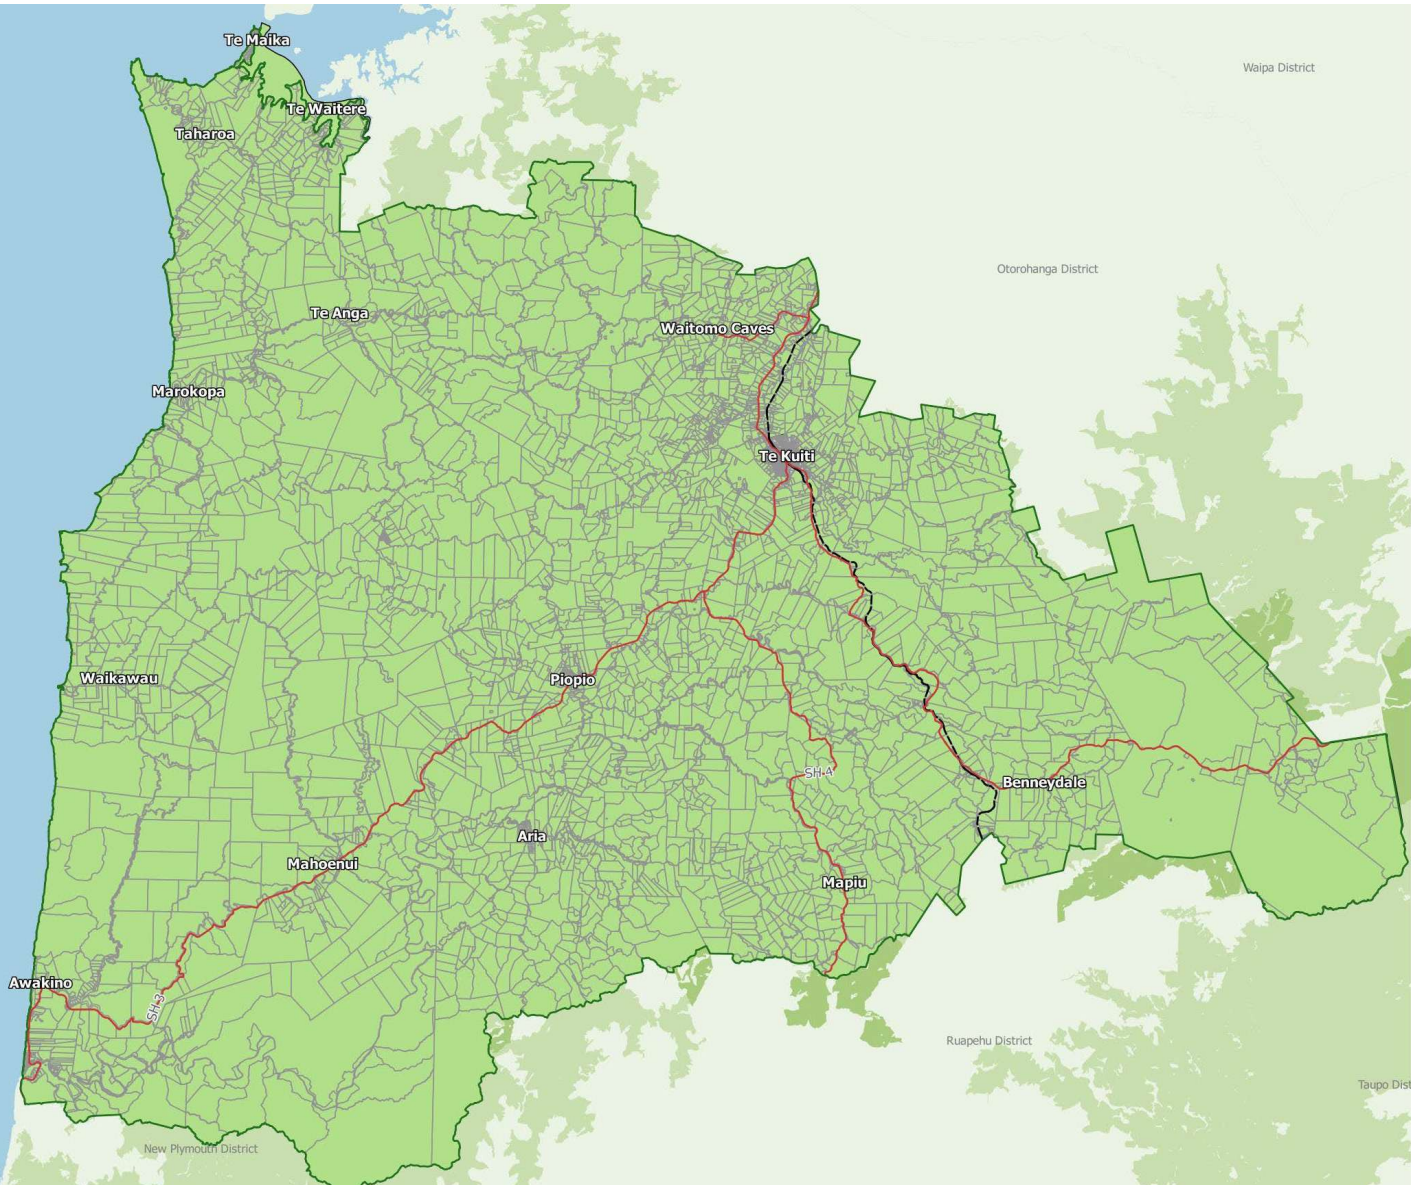 Te Maika
Waipa District
Te Waitere
Taharoa
Otorohanga District
Te Anga
Waitomo Caves
Marokopa
Te Kuiti
Waikawau
Piopio
SH 4
Benneydale
Aria
Mahoenui
Mapiu
Awakino
SH 3
Ruapehu District
Taupo Dist
New Plymouth District